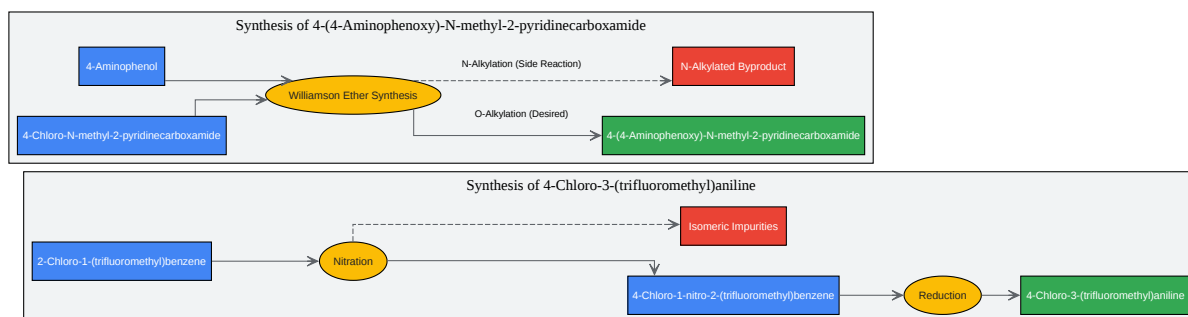 Synthesis of 4-(4-Aminophenoxy)-N-methyl-2-pyridinecarboxamide
4-Aminophenol
N-Alkylation (Side Reaction)
N-Alkylated Byproduct
Williamson Ether Synthesis
O-Alkylation (Desired)
4-Chloro-N-methyl-2-pyridinecarboxamide
4-(4-Aminophenoxy)-N-methyl-2-pyridinecarboxamide
Synthesis of 4-Chloro-3-(trifluoromethyl)aniline
Isomeric Impurities
2-Chloro-1-(trifluoromethyl)benzene
Nitration
4-Chloro-1-nitro-2-(trifluoromethyl)benzene
Reduction
4-Chloro-3-(trifluoromethyl)aniline